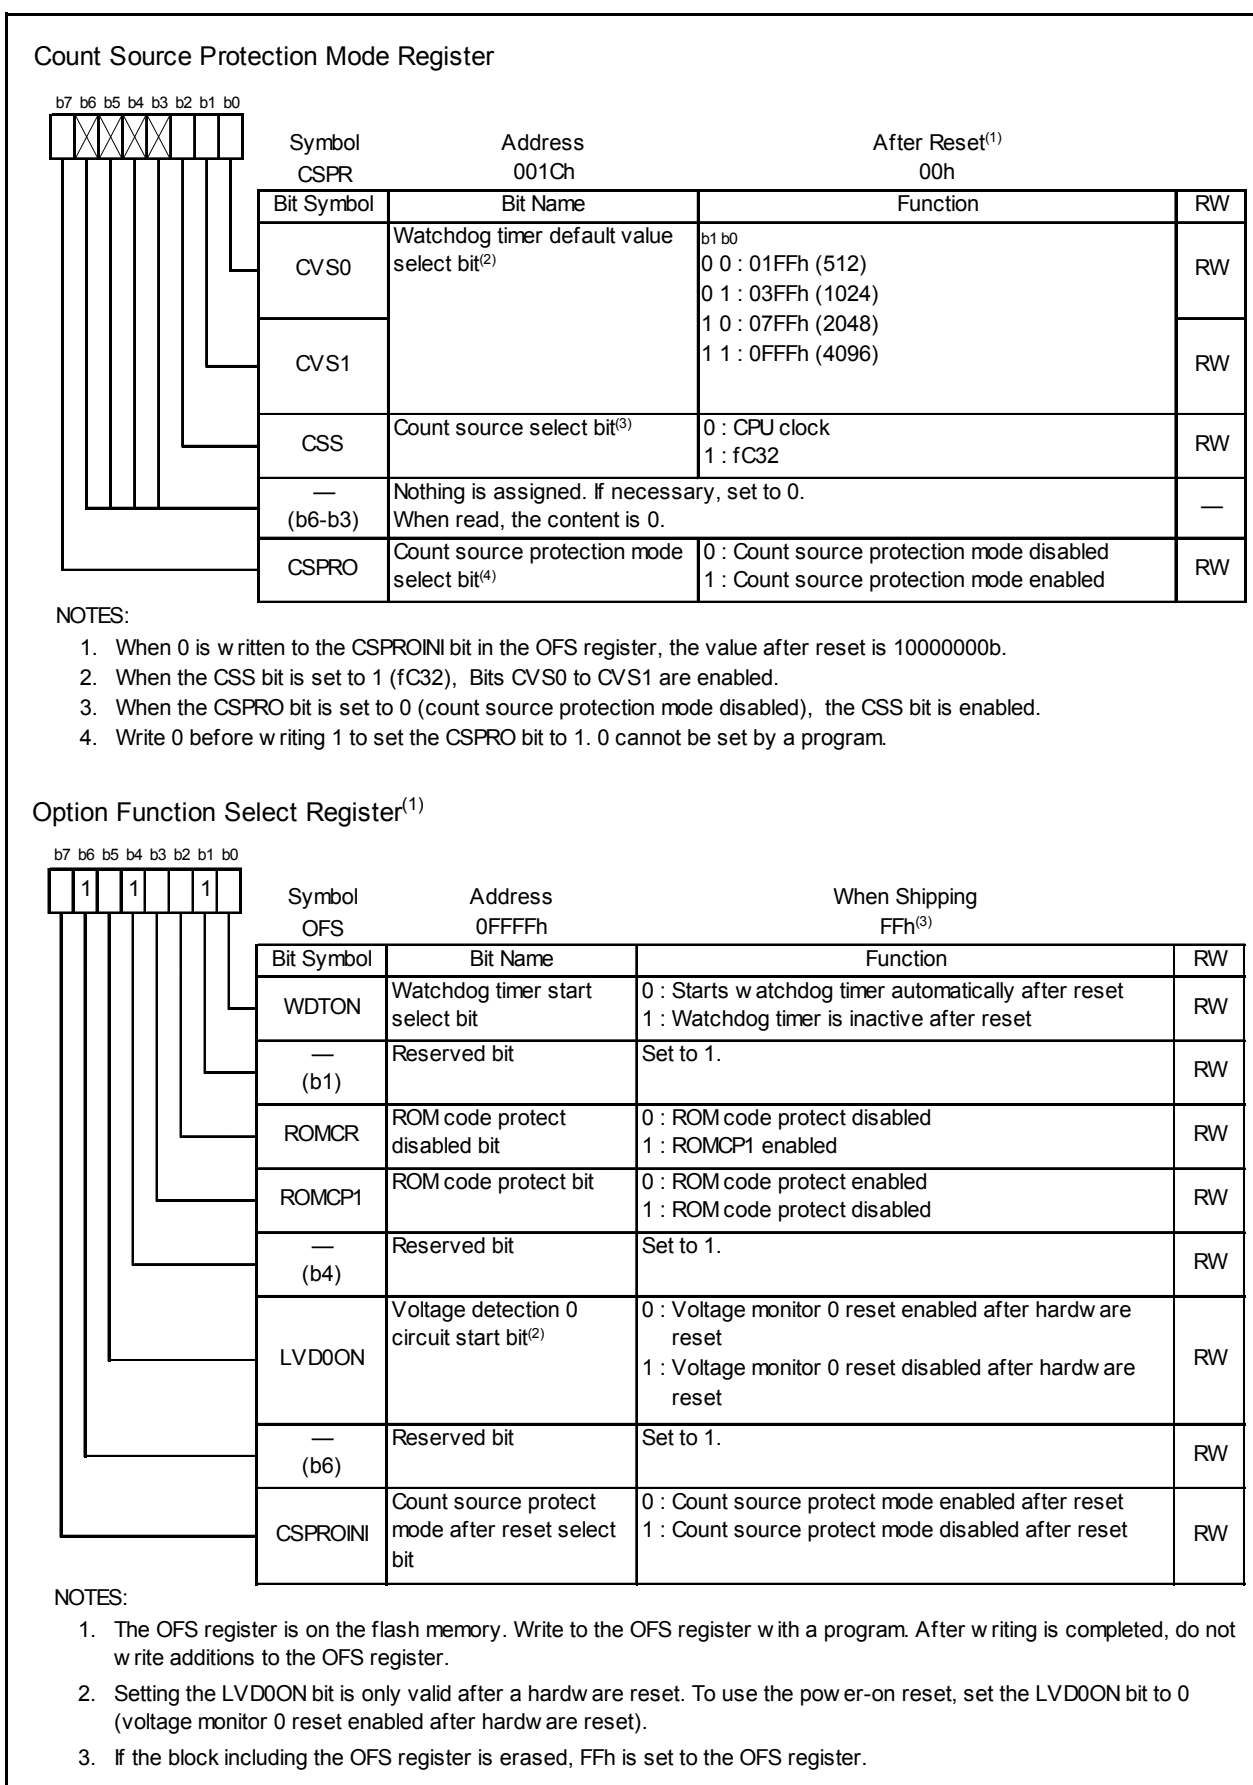 Count Source Protection Mode Register
b7 b6 b5 b4 b3 b2 b1 b0
Symbol Address After Reset(1)
CSPR 001Ch 00h
Bit Symbol Bit Name Function RW
CVS0 Watchdog timer default value select bit(2) b1 b0 RW
0 0 : 01FFh (512)
0 1 : 03FFh (1024)
1 0 : 07FFh (2048)
1 1 : 0FFFh (4096)
CVS1 RW
CSS Count source select bit(3) 0 : CPU clock RW
1 : fC32
— Nothing is assigned. If necessary, set to 0. —
(b6-b3) When read, the content is 0.
CSPRO Count source protection mode 0 : Count source protection mode disabled RW
select bit(4) 1 : Count source protection mode enabled
NOTES:
1. When 0 is written to the CSPROINI bit in the OFS register, the value after reset is 10000000b.
2. When the CSS bit is set to 1 (fC32), Bits CVS0 to CVS1 are enabled.
3. When the CSPRO bit is set to 0 (count source protection mode disabled), the CSS bit is enabled.
4. Write 0 before writing 1 to set the CSPRO bit to 1. 0 cannot be set by a program.
Option Function Select Register(1)
b7 b6 b5 b4 b3 b2 b1 b0
1 1 1
Symbol Address When Shipping
OFS 0FFFFh FFh(3)
Bit Symbol Bit Name Function RW
WDTON Watchdog timer start 0 : Starts watchdog timer automatically after reset RW
select bit 1 : Watchdog timer is inactive after reset
— Reserved bit Set to 1. RW
(b1)
ROMCR ROM code protect 0 : ROM code protect disabled RW
disabled bit 1 : ROMCP1 enabled
ROMCP1 ROM code protect bit 0 : ROM code protect enabled RW
1 : ROM code protect disabled
— Reserved bit Set to 1. RW
(b4)
LVD0ON Voltage detection 0 0 : Voltage monitor 0 reset enabled after hardware RW
circuit start bit(2) reset
1 : Voltage monitor 0 reset disabled after hardware
reset
— Reserved bit Set to 1. RW
(b6)
CSPROINI Count source protect 0 : Count source protect mode enabled after reset RW
mode after reset select 1 : Count source protect mode disabled after reset
bit
NOTES:
1. The OFS register is on the flash memory. Write to the OFS register with a program. After writing is completed, do not
write additions to the OFS register.
2. Setting the LVD0ON bit is only valid after a hardware reset. To use the power-on reset, set the LVD0ON bit to 0
(voltage monitor 0 reset enabled after hardware reset).
3. If the block including the OFS register is erased, FFh is set to the OFS register.